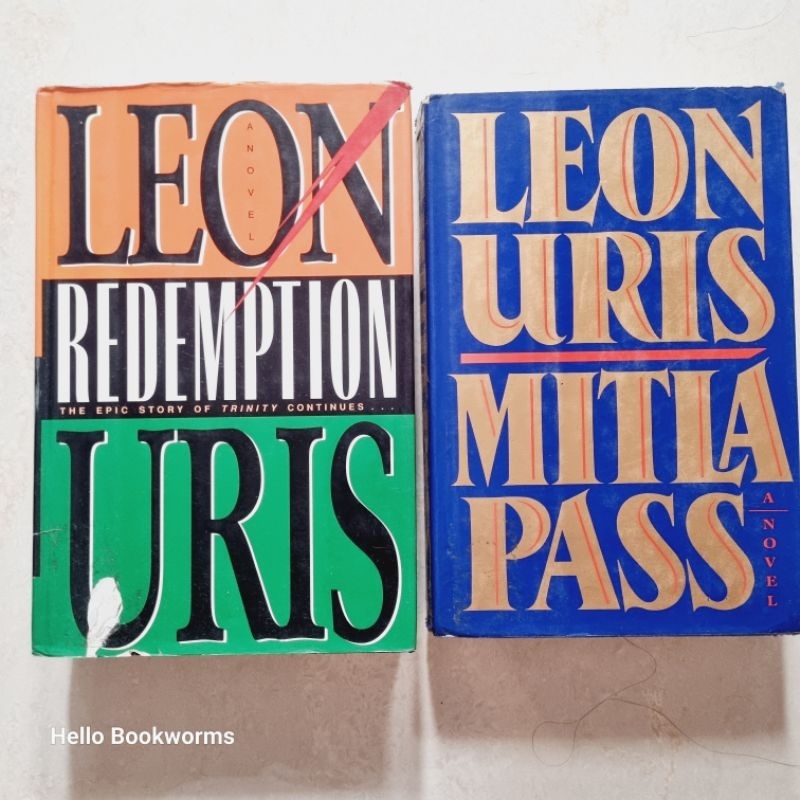 LEON
A NOVEL
REDEMPTION
THE EPIC STORY OF TRINITY CONTINUES...
URIS
LEON
URIS
MITLA
PASS
A NOVEL
Hello Bookworms